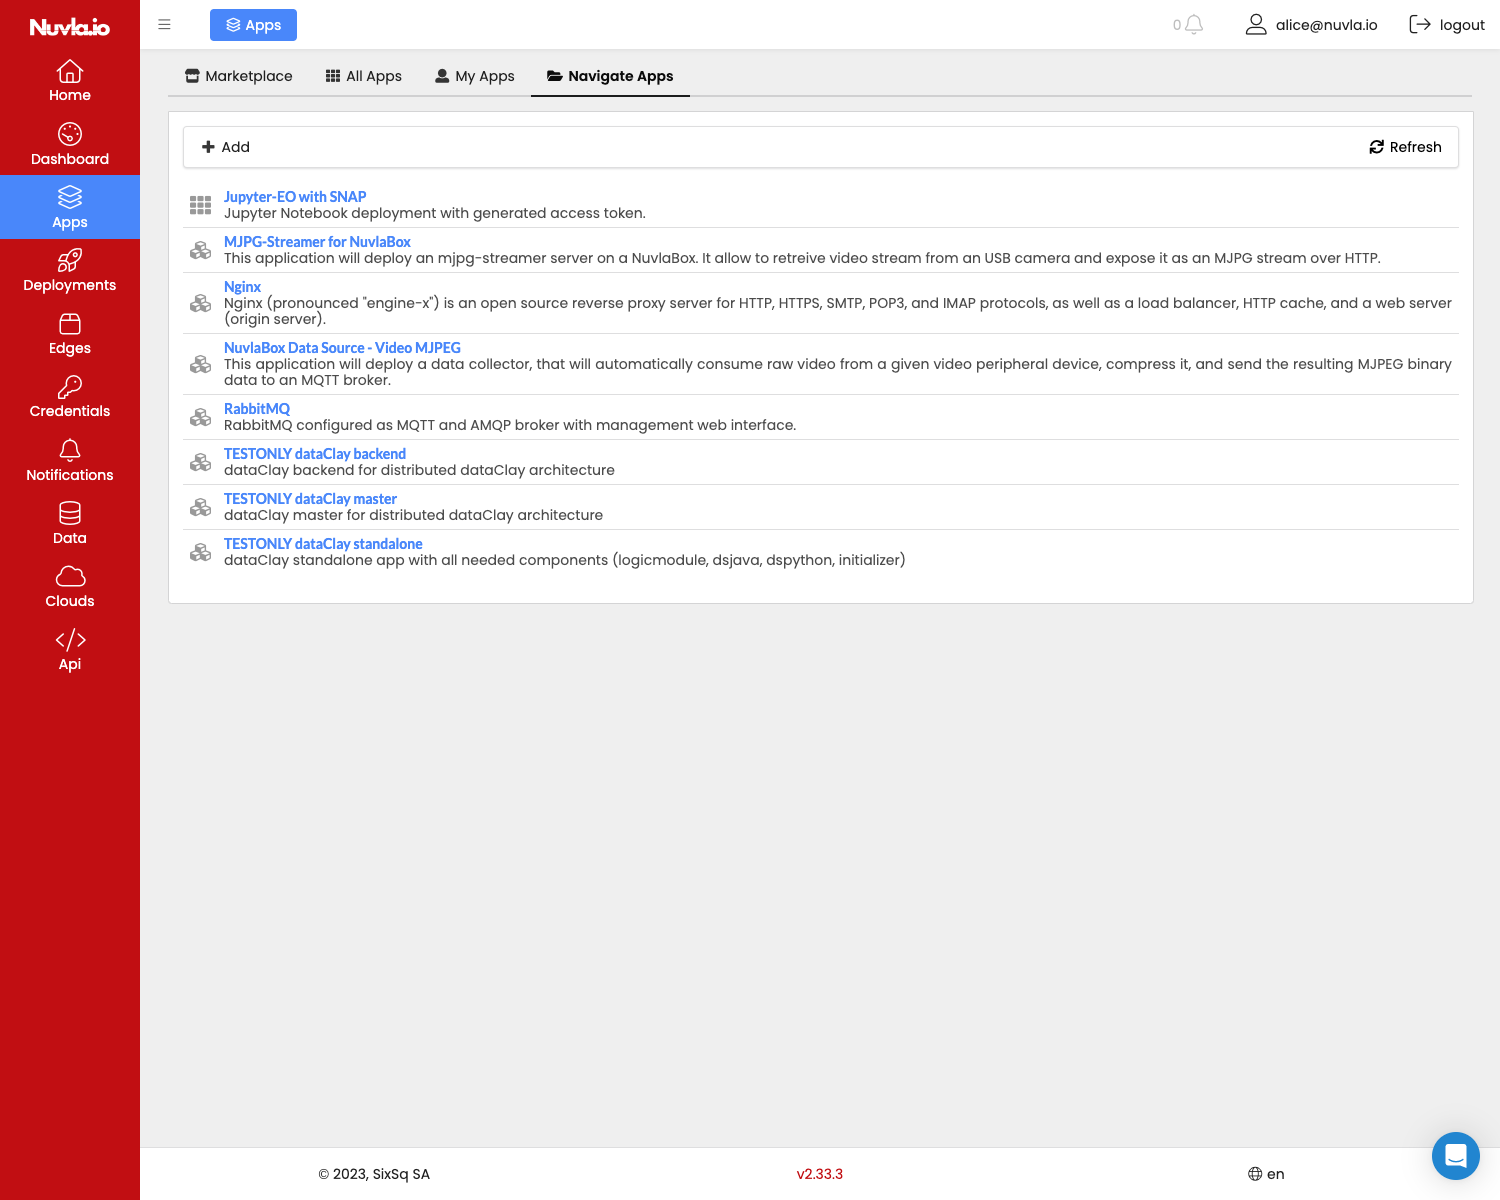 Nuvla.io
Apps
0
alice@nuvla.io
logout
Home
Dashboard
Apps
Deployments
Edges
Credentials
Notifications
Data
Clouds
Api
Marketplace
All Apps
My Apps
Navigate Apps
Add
Refresh
Jupyter-EO with SNAP
Jupyter Notebook deployment with generated access token.
MJPG-Streamer for NuvlaBox
This application will deploy an mjpg-streamer server on a NuvlaBox. It allow to retreive video stream from an USB camera and expose it as an MJPG stream over HTTP.
Nginx
Nginx (pronounced "engine-x") is an open source reverse proxy server for HTTP, HTTPS, SMTP, POP3, and IMAP protocols, as well as a load balancer, HTTP cache, and a web server
(origin server).
NuvlaBox Data Source - Video MJPEG
This application will deploy a data collector, that will automatically consume raw video from a given video peripheral device, compress it, and send the resulting MJPEG binary
data to an MQTT broker.
RabbitMQ
RabbitMQ configured as MQTT and AMQP broker with management web interface.
TESTONLY dataClay backend
dataClay backend for distributed dataClay architecture
TESTONLY dataClay master
dataClay master for distributed dataClay architecture
TESTONLY dataClay standalone
dataClay standalone app with all needed components (logicmodule, dsjava, dspython, initializer)
© 2023, SixSq SA
v2.33.3
en